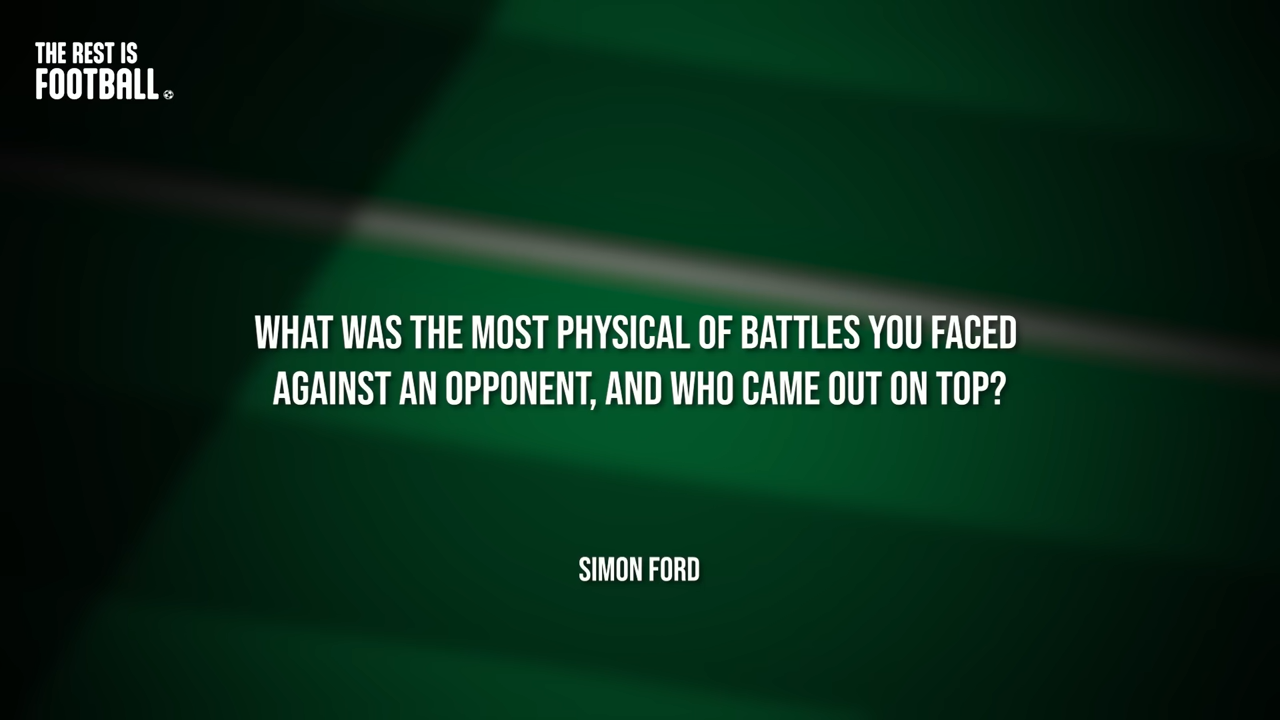 THE REST IS
FOOTBALL
WHAT WAS THE MOST PHYSICAL OF BATTLES YOU FACED
AGAINST AN OPPONENT, AND WHO CAME OUT ON TOP?
SIMON FORD